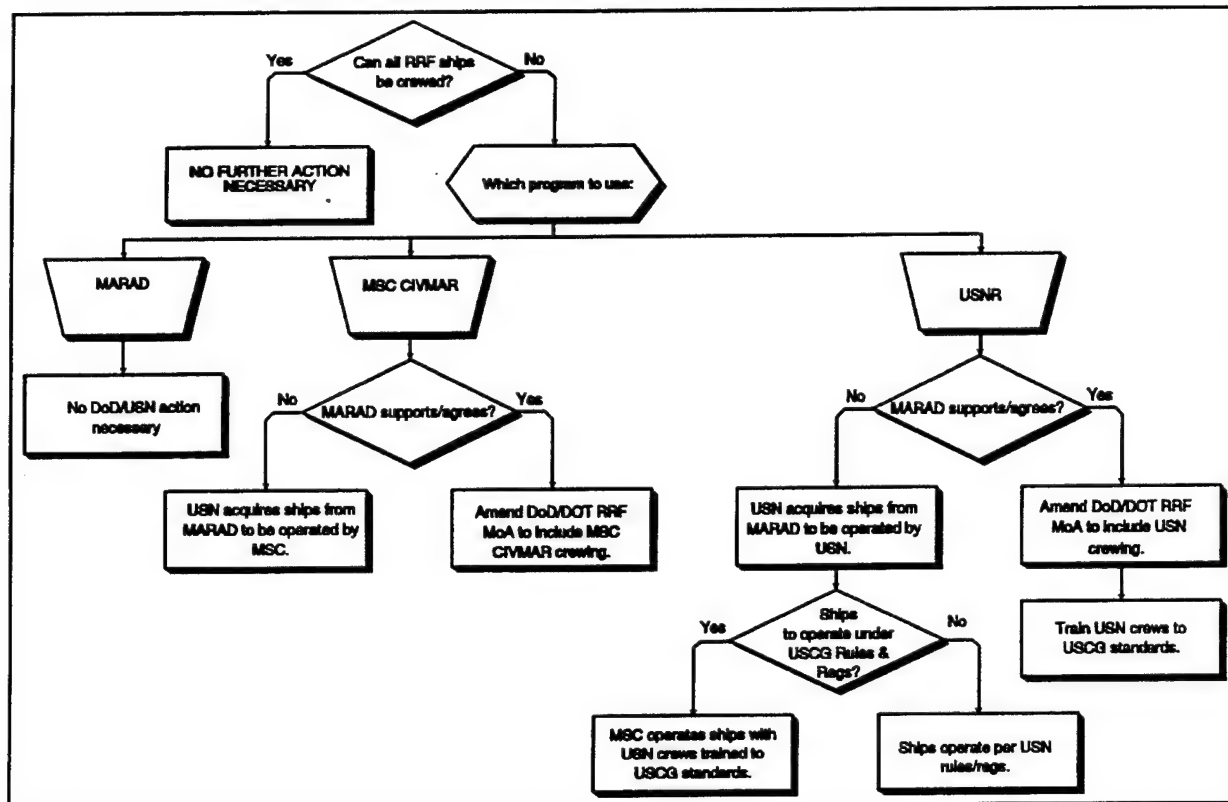 Yes
Can all RRF ships
be crewed?
No
NO FURTHER ACTION
NECESSARY
Which program to use:
MARAD
MSC CIVMAR
USNR
No DoD/USN action
necessary
No
MARAD supports/agrees?
Yes
No
MARAD supports/agrees?
Yes
USN acquires ships from
MARAD to be operated by
MSC.
Amend DoD/DOT RRF
MoA to include MSC
CIVMAR crewing.
USN acquires ships from
MARAD to be operated by
USN.
Amend DoD/DOT RRF
MoA to include USN
crewing.
Yes
Ships
to operate under
USCG Rules &
Regs?
No
Train USN crews to
USCG standards.
MSC operates ships with
USN crews trained to
USCG standards.
Ships operate per USN
rules/regs.